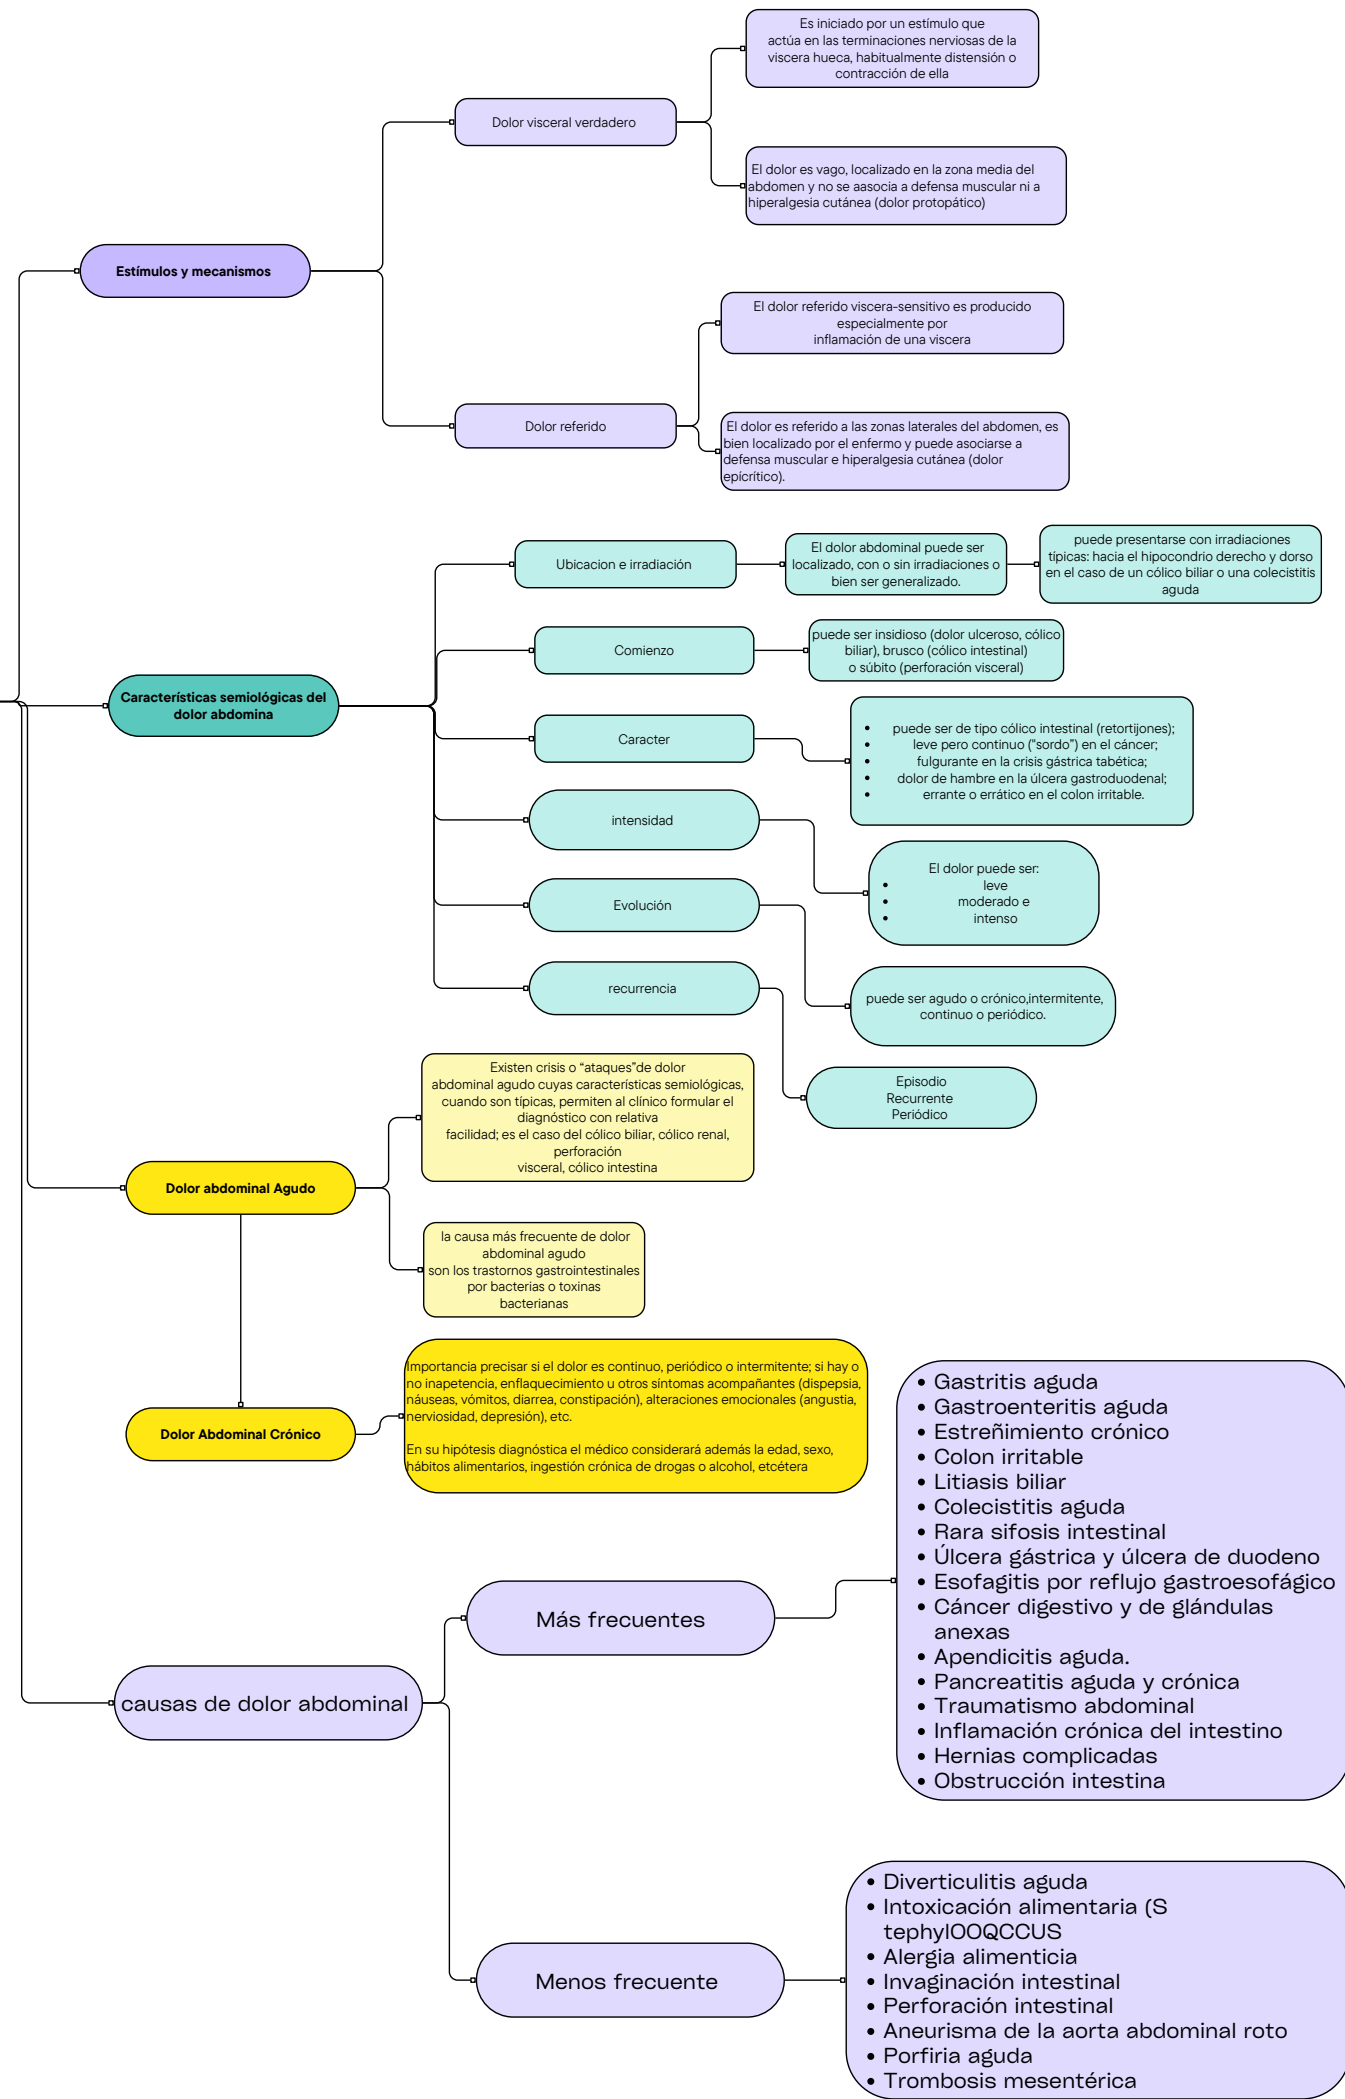 Es iniciado por un estímulo que
actúa en las terminaciones nerviosas de la
viscera hueca, habitualmente distensión o
contracción de ella
Dolor visceral verdadero
El dolor es vago, localizado en la zona media del
abdomen y no se aasocia a defensa muscular ni a
hiperalgesia cutánea (dolor protopático)
Estímulos y mecanismos
El dolor referido viscera-sensitivo es producido
especialmente por
inflamación de una viscera
Dolor referido
El dolor es referido a las zonas laterales del abdomen, es
bien localizado por el enfermo y puede asociarse a
defensa muscular e hiperalgesia cutánea (dolor
epícrítico).
Características semiológicas del
dolor abdomina
Ubicacion e irradiación
El dolor abdominal puede ser
localizado, con o sin irradiaciones o
bien ser generalizado.
puede presentarse con irradiaciones
típicas: hacia el hipocondrio derecho y dorso
en el caso de un cólico biliar o una colecistitis
aguda
Comienzo
puede ser insidioso (dolor ulceroso, cólico
biliar), brusco (cólico intestinal)
o súbito (perforación visceral)
Caracter
• puede ser de tipo cólico intestinal (retortijones);
• leve pero continuo ("sordo") en el cáncer;
• fulgurante en la crisis gástrica tabética;
• dolor de hambre en la úlcera gastroduodenal;
• errante o errático en el colon irritable.
intensidad
El dolor puede ser:
• leve
• moderado e
• intenso
Evolución
puede ser agudo o crónico,intermitente,
continuo o periódico.
recurrencia
Episodio
Recurrente
Periódico
Dolor abdominal Agudo
Existen crisis o “ataques”de dolor
abdominal agudo cuyas características semiológicas,
cuando son típicas, permiten al clínico formular el
diagnóstico con relativa
facilidad; es el caso del cólico biliar, cólico renal,
perforación
visceral, cólico intestina
la causa más frecuente de dolor
abdominal agudo
son los trastornos gastrointestinales
por bacterias o toxinas
bacterianas
Dolor Abdominal Crónico
Importancia precisar si el dolor es continuo, periódico o intermitente; si hay o
no inapetencia, enflaquecimiento u otros síntomas acompañantes (dispepsia,
náuseas, vómitos, diarrea, constipación), alteraciones emocionales (angustia,
nerviosidad, depresión), etc.
En su hipótesis diagnóstica el médico considerará además la edad, sexo,
hábitos alimentarios, ingestión crónica de drogas o alcohol, etcétera
causas de dolor abdominal
Más frecuentes
• Gastritis aguda
• Gastroenteritis aguda
• Estreñimiento crónico
• Colon irritable
• Litiasis biliar
• Colecistitis aguda
• Rara sifosis intestinal
• Úlcera gástrica y úlcera de duodeno
• Esofagitis por reflujo gastroesofágico
• Cáncer digestivo y de glándulas
anexas
• Apendicitis aguda.
• Pancreatitis aguda y crónica
• Traumatismo abdominal
• Inflamación crónica del intestino
• Hernias complicadas
• Obstrucción intestina
Menos frecuente
• Diverticulitis aguda
• Intoxicación alimentaria (S
tephylOOQCCUS
• Alergia alimenticia
• Invaginación intestinal
• Perforación intestinal
• Aneurisma de la aorta abdominal roto
• Porfiria aguda
• Trombosis mesentérica